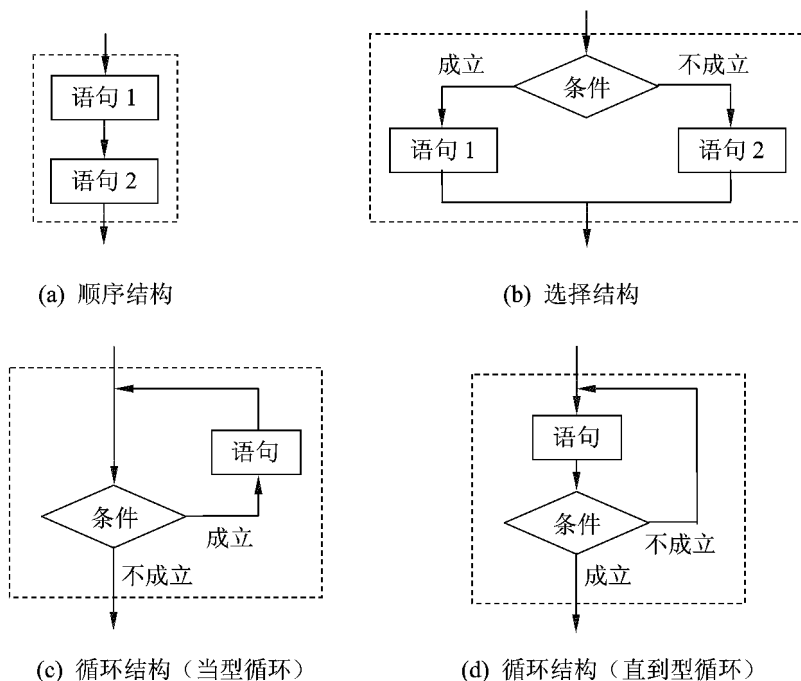 语句 1
语句 2
(a) 顺序结构
条件
成立
不成立
语句 1
语句 2
(b) 选择结构
语句
条件
成立
不成立
(c) 循环结构（当型循环）
语句
条件
不成立
成立
(d) 循环结构（直到型循环）